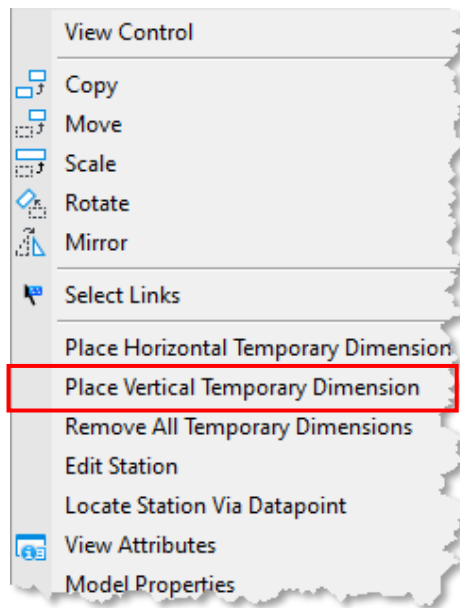 View Control
Copy
Move
Scale
Rotate
Mirror
Select Links
Place Horizontal Temporary Dimension
Place Vertical Temporary Dimension
Remove All Temporary Dimensions
Edit Station
Locate Station Via Datapoint
View Attributes
Model Properties